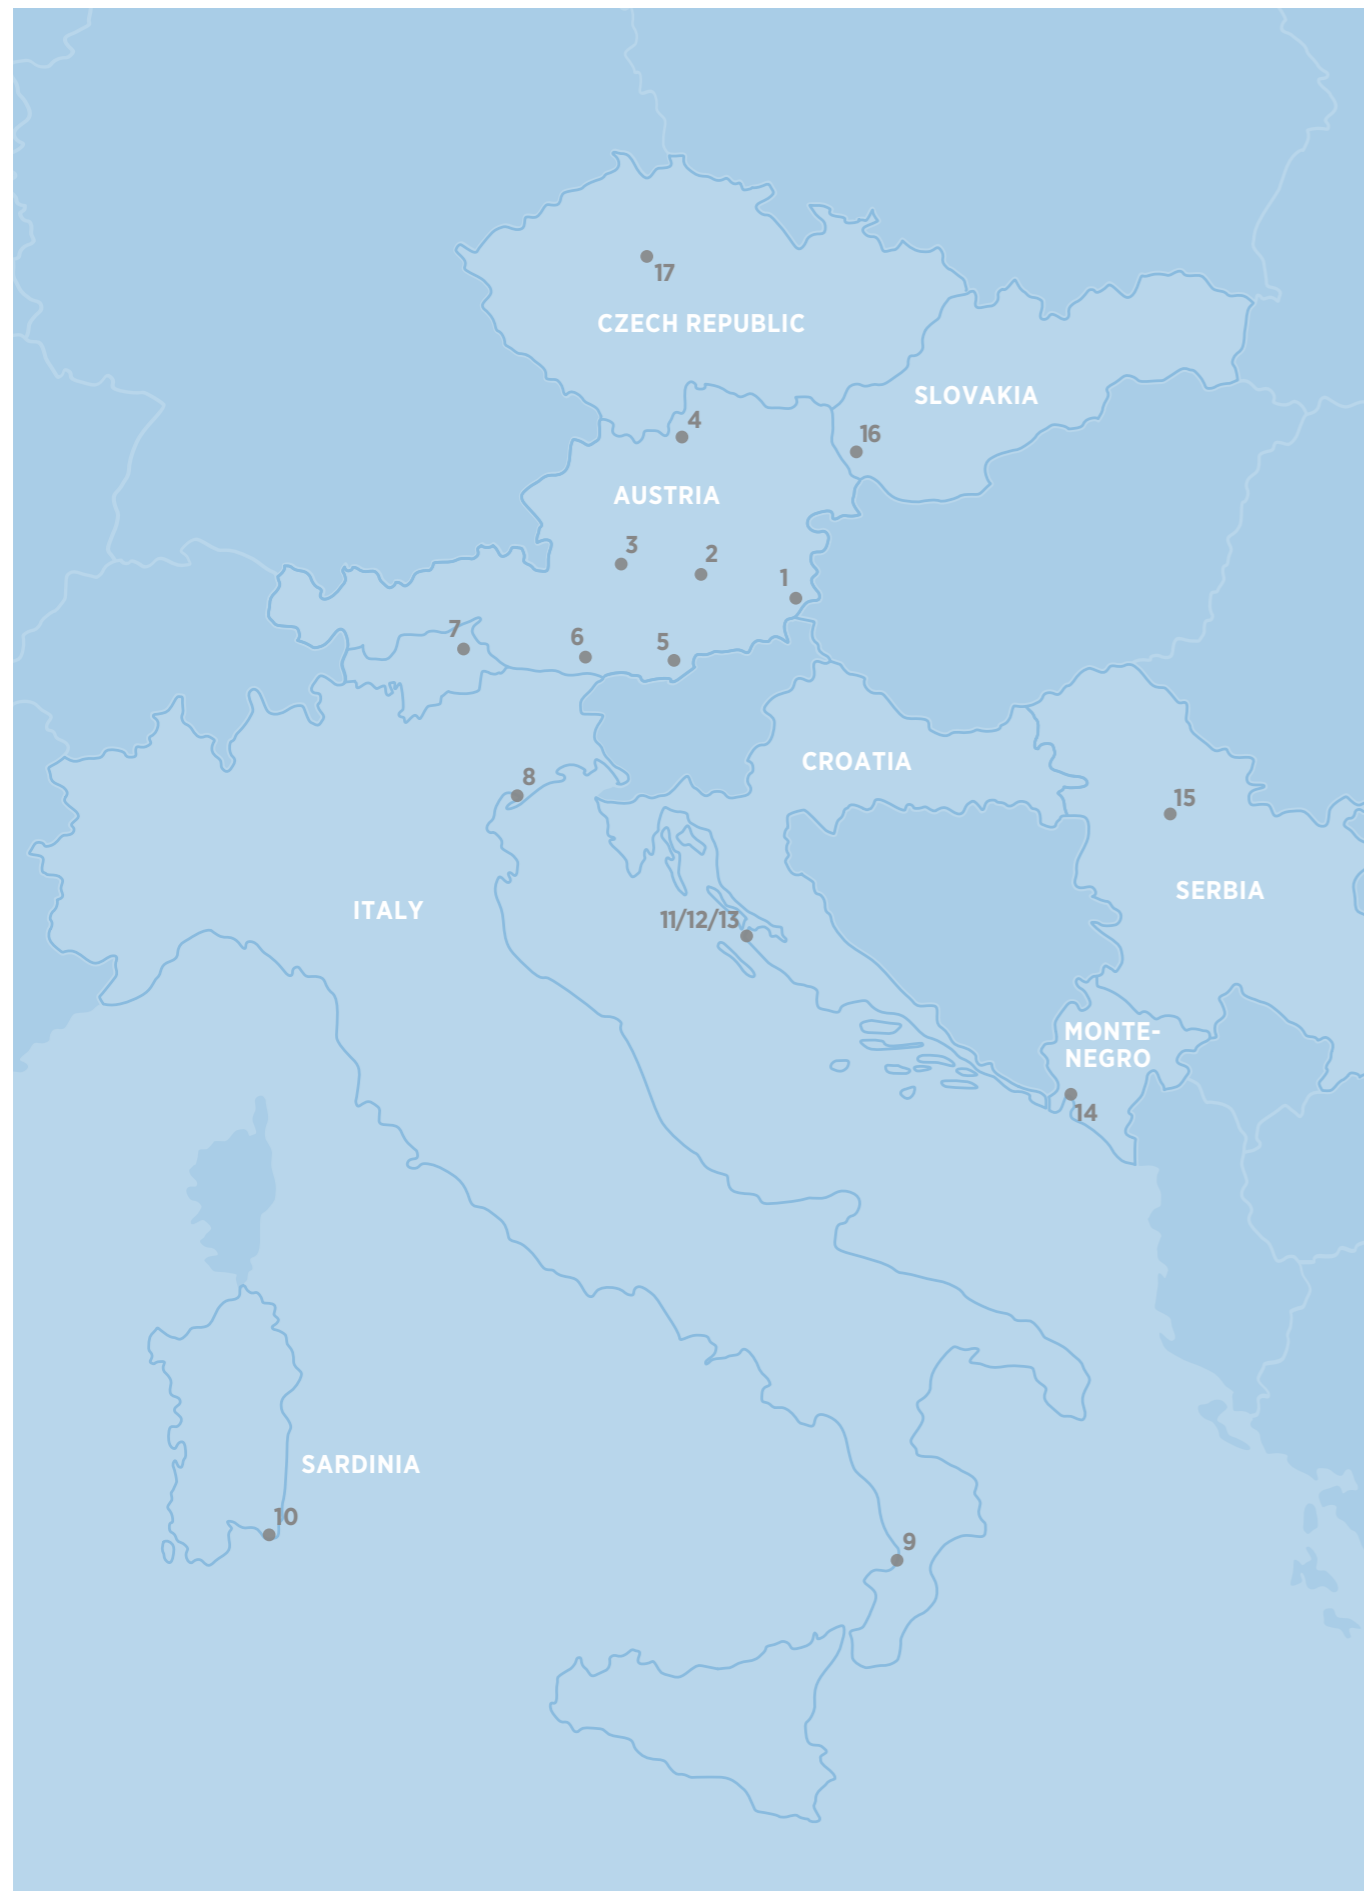 17
CZECH REPUBLIC
SLOVAKIA
4
16
AUSTRIA
3
2
1
7
6
5
CROATIA
8
15
SERBIA
ITALY
11/12/13
MONTE-
NEGRO
14
SARDINIA
10
9